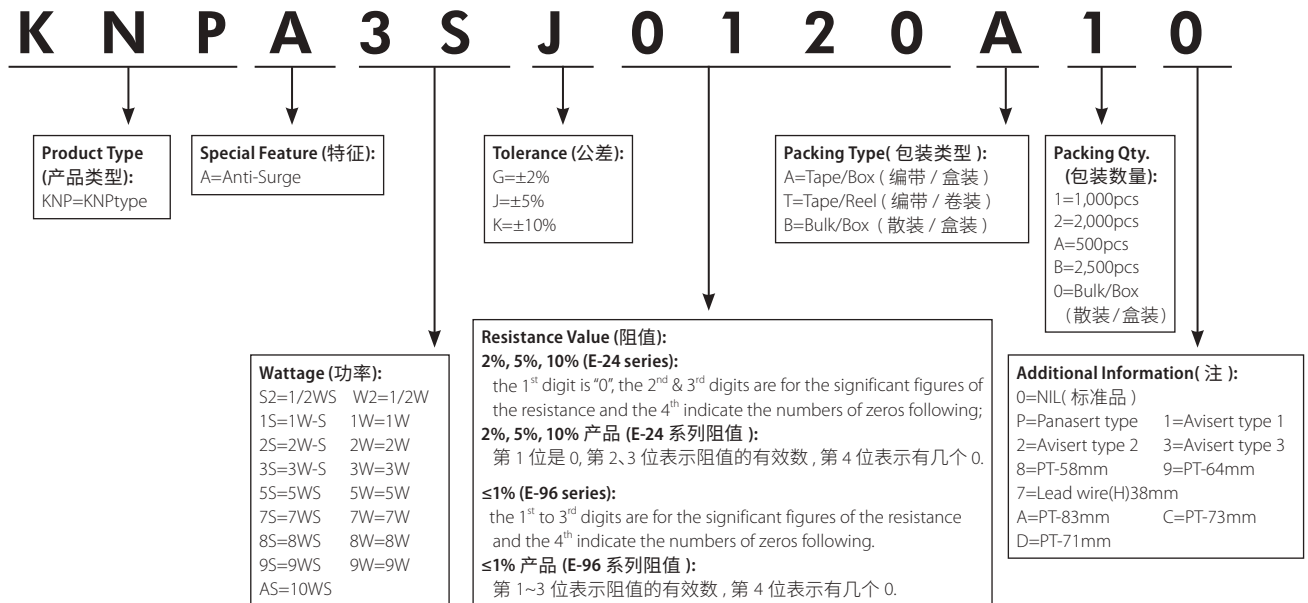 K N P A 3 S J 0 1 2 0 A 1 0
Product Type
(产品类型):
KNP=KNPtype
Special Feature (特征):
A=Anti-Surge
Tolerance (公差):
G=±2%
J=±5%
K=±10%
Packing Type( 包装类型 ):
A=Tape/Box ( 编带 / 盒装 )
T=Tape/Reel ( 编带 / 卷装 )
B=Bulk/Box ( 散装 / 盒装 )
Packing Qty.
(包装数量):
1=1,000pcs
2=2,000pcs
A=500pcs
B=2,500pcs
0=Bulk/Box
(散装/盒装)
Wattage (功率):
S2=1/2WS W2=1/2W
1S=1W-S 1W=1W
2S=2W-S 2W=2W
3S=3W-S 3W=3W
5S=5WS 5W=5W
7S=7WS 7W=7W
8S=8WS 8W=8W
9S=9WS 9W=9W
AS=10WS
Resistance Value (阻值):
2%, 5%, 10% (E-24 series):
the 1st digit is "0", the 2nd & 3rd digits are for the significant figures of
the resistance and the 4th indicate the numbers of zeros following;
2%, 5%, 10% 产品 (E-24 系列阻值 ):
第 1 位是 0, 第 2、3 位表示阻值的有效数 , 第 4 位表示有几个 0.
≤1% (E-96 series):
the 1st to 3rd digits are for the significant figures of the resistance
and the 4th indicate the numbers of zeros following.
≤1% 产品 (E-96 系列阻值 ):
第 1~3 位表示阻值的有效数 , 第 4 位表示有几个 0.
Additional Information( 注 ):
0=NIL( 标准品 )
P=Panasert type 1=Avisert type 1
2=Avisert type 2 3=Avisert type 3
8=PT-58mm 9=PT-64mm
7=Lead wire(H)38mm
A=PT-83mm C=PT-73mm
D=PT-71mm